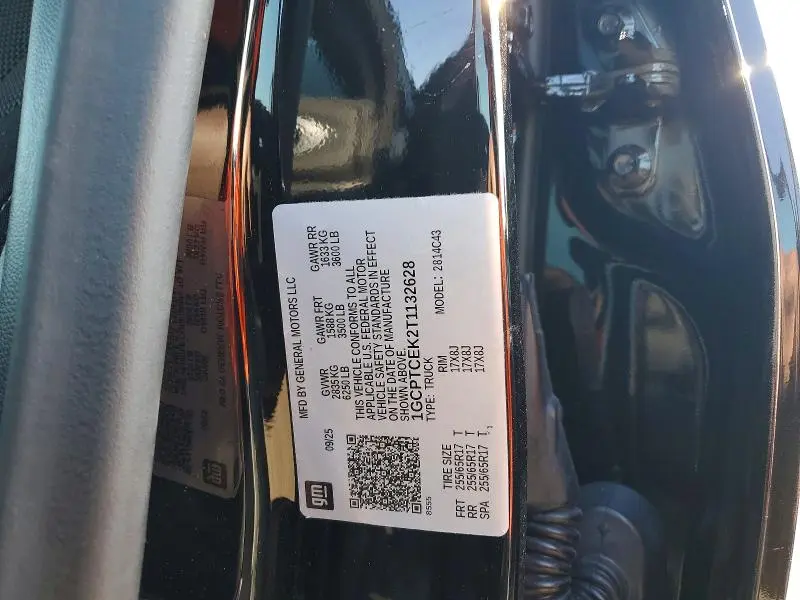 gm
MFD BY GENERAL MOTORS LLC
09/25
GVWR GAWR FRT GAWR RR
2835 KG 1588 KG 1633 KG
6250 LB 3500 LB 3600 LB
THIS VEHICLE CONFORMS TO ALL
APPLICABLE U.S. FEDERAL MOTOR
VEHICLE SAFETY STANDARDS IN EFFECT
ON THE DATE OF MANUFACTURE
SHOWN ABOVE.
1GCPTCEK2T1132628
TYPE: TRUCK MODEL: 2814C43
8555
TIRE SIZE RIM
FRT 255/65R17 T 17X8J
RR 255/65R17 T 17X8J
SPA 255/65R17 T 17X8J